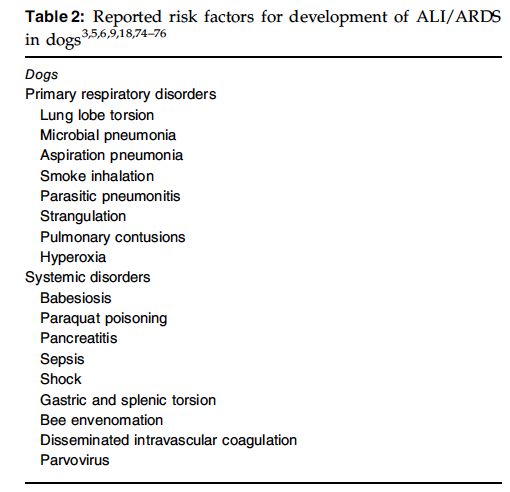 Table 2: Reported risk factors for development of ALI/ARDS
in dogs3,5,6,9,18,74–76
Dogs
Primary respiratory disorders
Lung lobe torsion
Microbial pneumonia
Aspiration pneumonia
Smoke inhalation
Parasitic pneumonitis
Strangulation
Pulmonary contusions
Hyperoxia
Systemic disorders
Babesiosis
Paraquat poisoning
Pancreatitis
Sepsis
Shock
Gastric and splenic torsion
Bee envenomation
Disseminated intravascular coagulation
Parvovirus